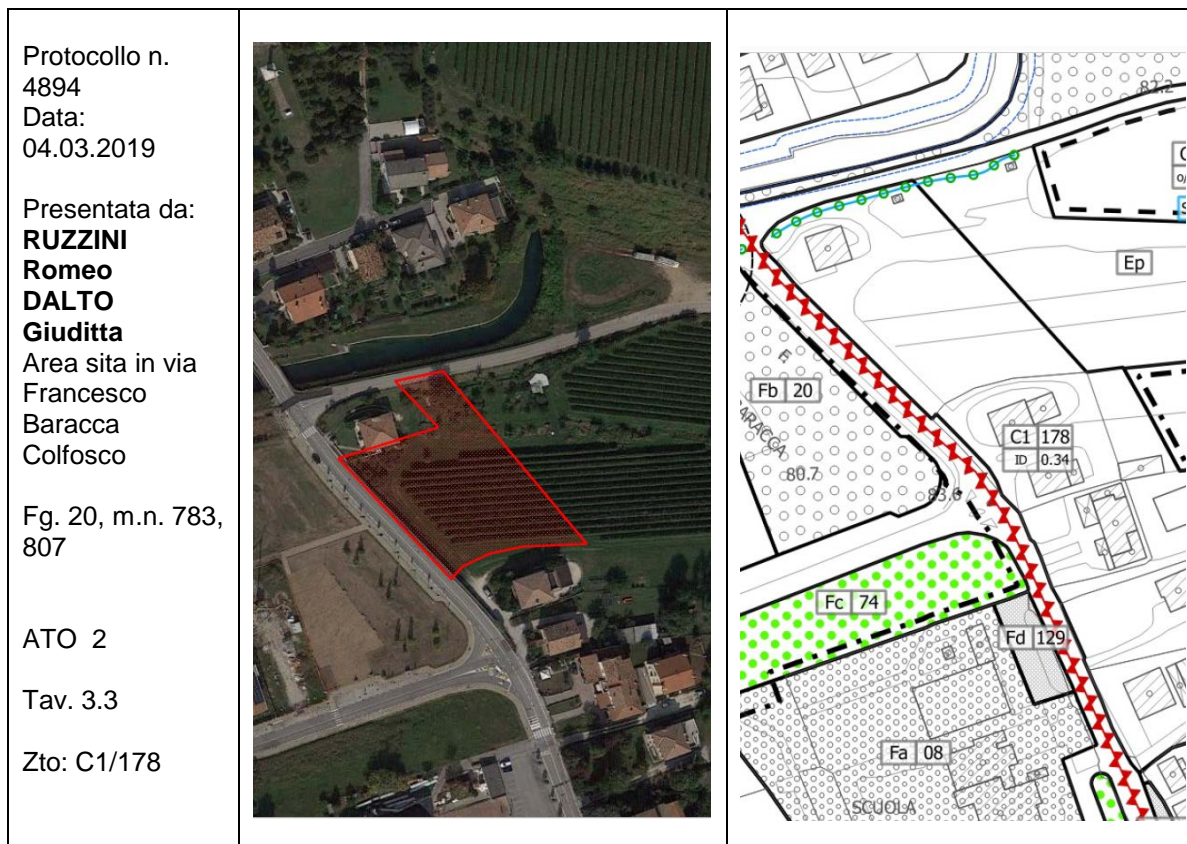 Protocollo n.
4894
Data:
04.03.2019
Presentata da:
RUZZINI
Romeo
DALTO
Giuditta
Area sita in via
Francesco
Baracca
Colfosco
Fg. 20, m.n. 783,
807
ATO 2
Tav. 3.3
Zto: C1/178
82.2
Ep
Fb 20
F.
80.7
83.6
C1 178
ID 0.34
Fc 74
Fd 129
Fa 08
SCUOLA